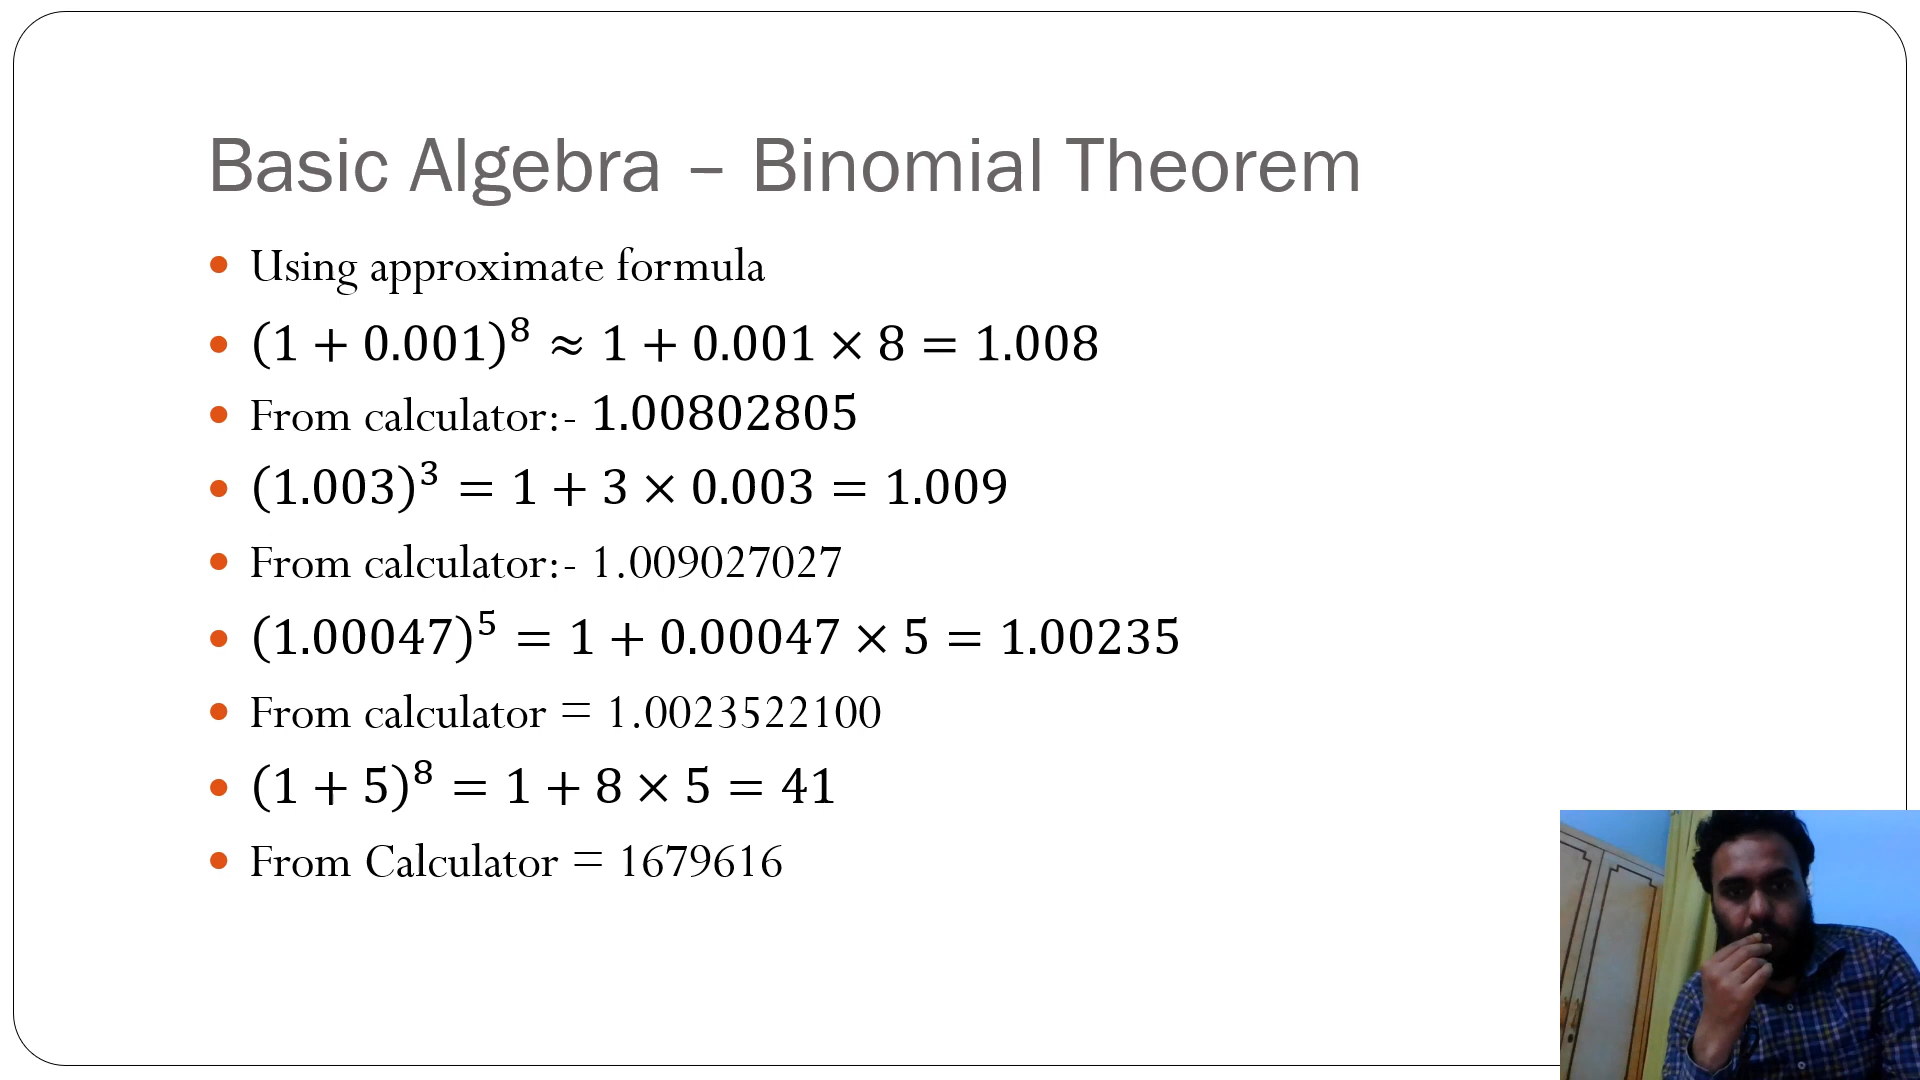 Basic Algebra – Binomial Theorem
• Using approximate formula
• (1 + 0.001)⁸ ≈ 1 + 0.001 × 8 = 1.008
• From calculator:- 1.00802805
• (1.003)³ = 1 + 3 × 0.003 = 1.009
• From calculator:- 1.009027027
• (1.00047)⁵ = 1 + 0.00047 × 5 = 1.00235
• From calculator = 1.0023522100
• (1 + 5)⁸ = 1 + 8 × 5 = 41
• From Calculator = 1679616